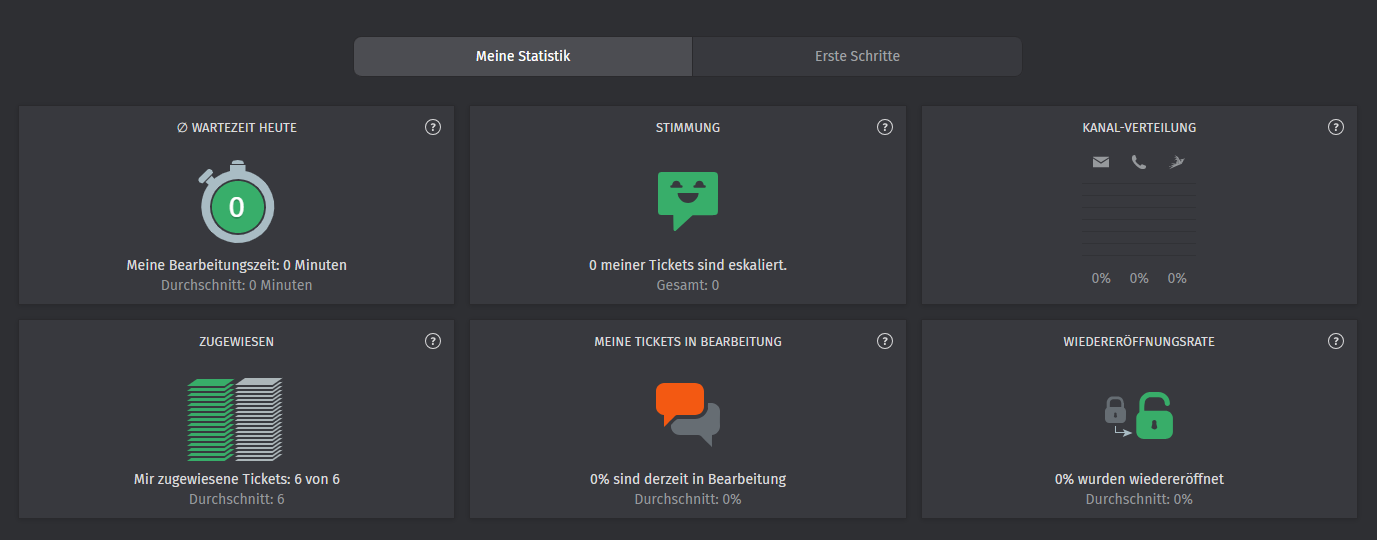 Meine Statistik
Erste Schritte
∅ WARTEZEIT HEUTE
?
0
Meine Bearbeitungszeit: 0 Minuten
Durchschnitt: 0 Minuten
STIMMUNG
?
0 meiner Tickets sind eskaliert.
Gesamt: 0
KANAL-VERTEILUNG
?
0% 0% 0%
ZUGEWIESEN
?
Mir zugewiesene Tickets: 6 von 6
Durchschnitt: 6
MEINE TICKETS IN BEARBEITUNG
?
0% sind derzeit in Bearbeitung
Durchschnitt: 0%
WIEDERERÖFFNUNGSRATE
?
0% wurden wiedereröffnet
Durchschnitt: 0%